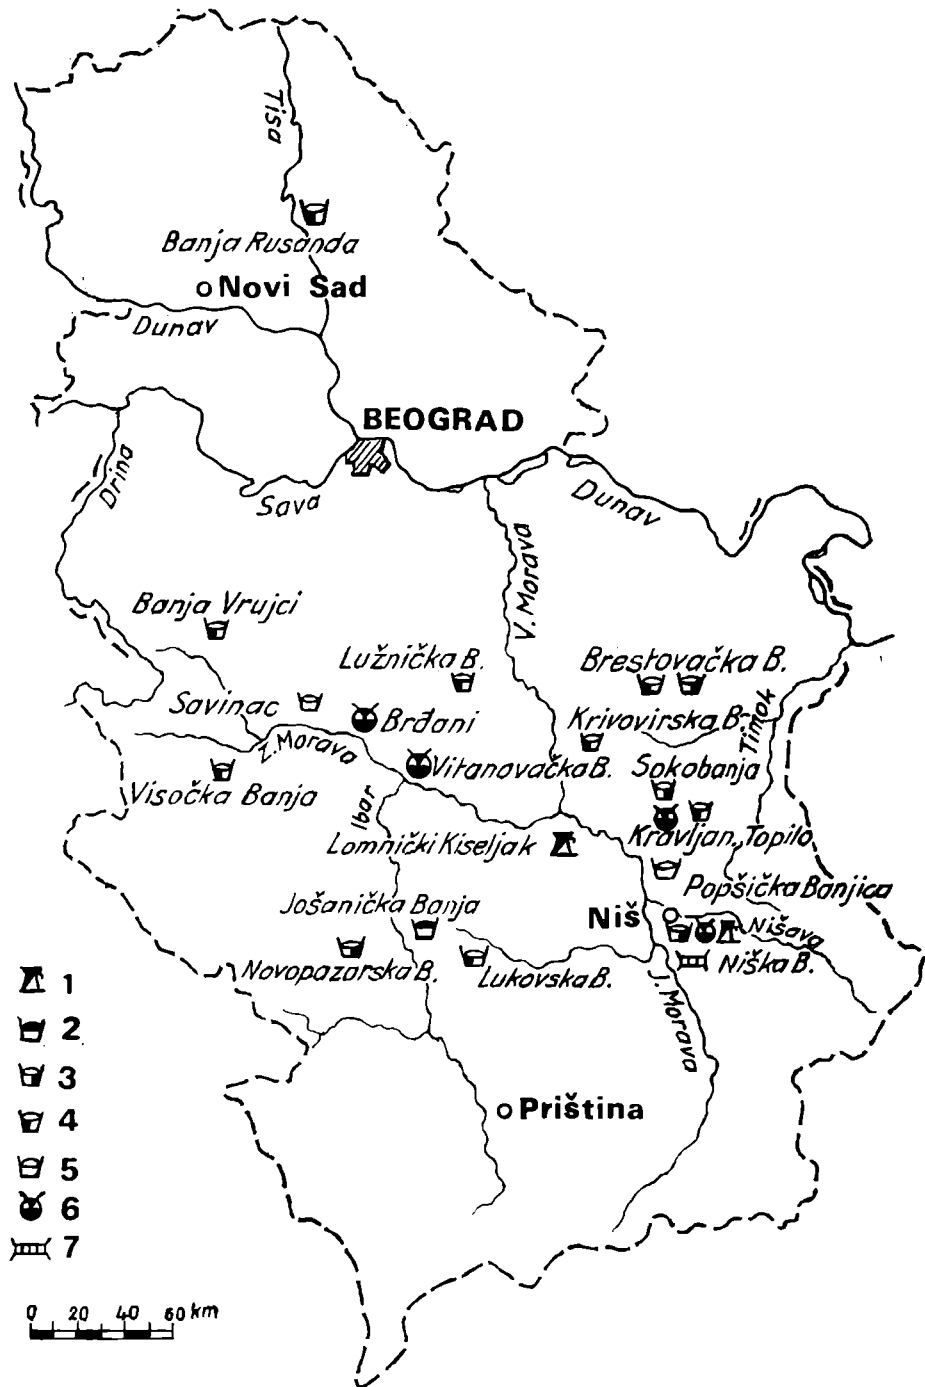 Tisa
Banja Rusanda
Novi Sad
Dunav
BEOGRAD
Drina
Sava
Dunav
V. Morava
Banja Vrujci
Lužnička B.
Brestovačka B.
Savinac
Brđani
Krivovirska B.
Timok
Z. Morava
Vitanovačka B.
Sokobanja
Visočka Banja
Ibar
Lomnički Kiseljak
Kravljan. Topilo
Popšička Banjica
Jošanička Banja
Niš
Nišava
Novopazarska B.
Lukovska B.
Niška B.
J. Morava
1
2
3
4
5
6
7
Priština
0 20 40 60 km